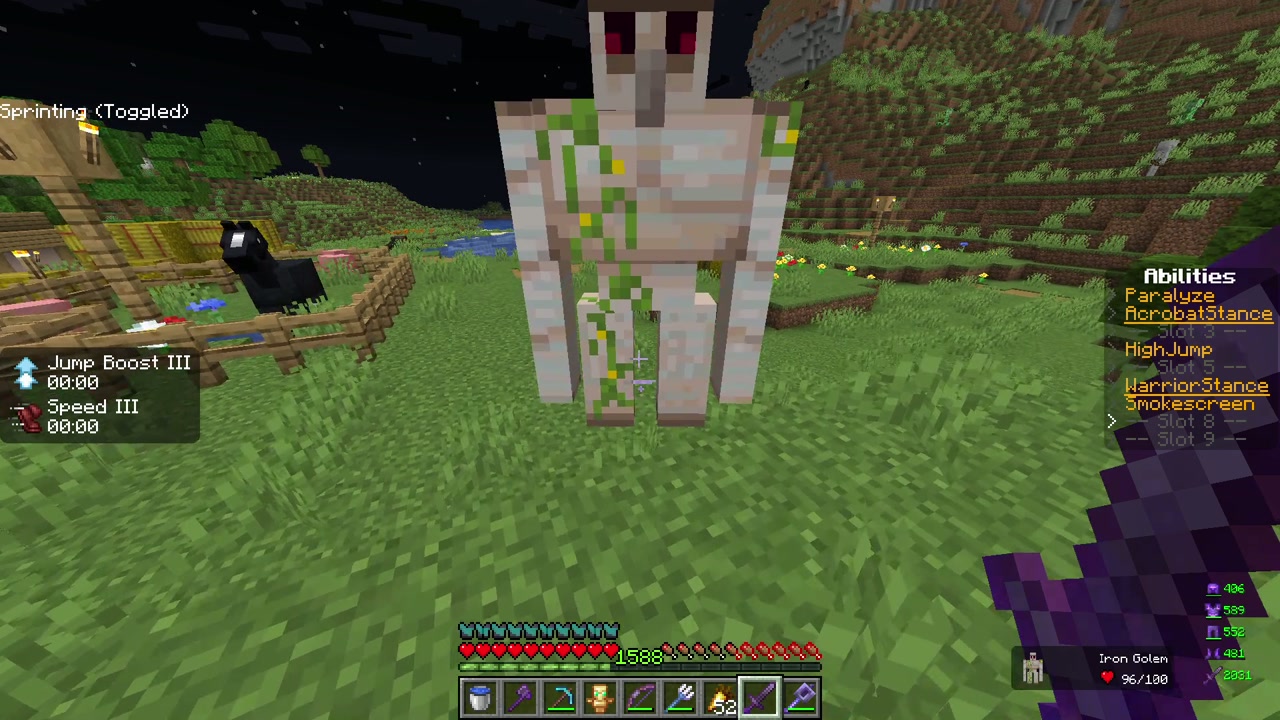 Sprinting (Toggled)
Jump Boost III
00:00
Speed III
00:00
Abilities
Paralyze
AcrobatStance
-- Slot 3 --
HighJump
-- Slot 5 --
WarriorStance
Smokescreen
-- Slot 8 --
-- Slot 9 --
406
589
552
481
2031
Iron Golem
96/100
1588
52